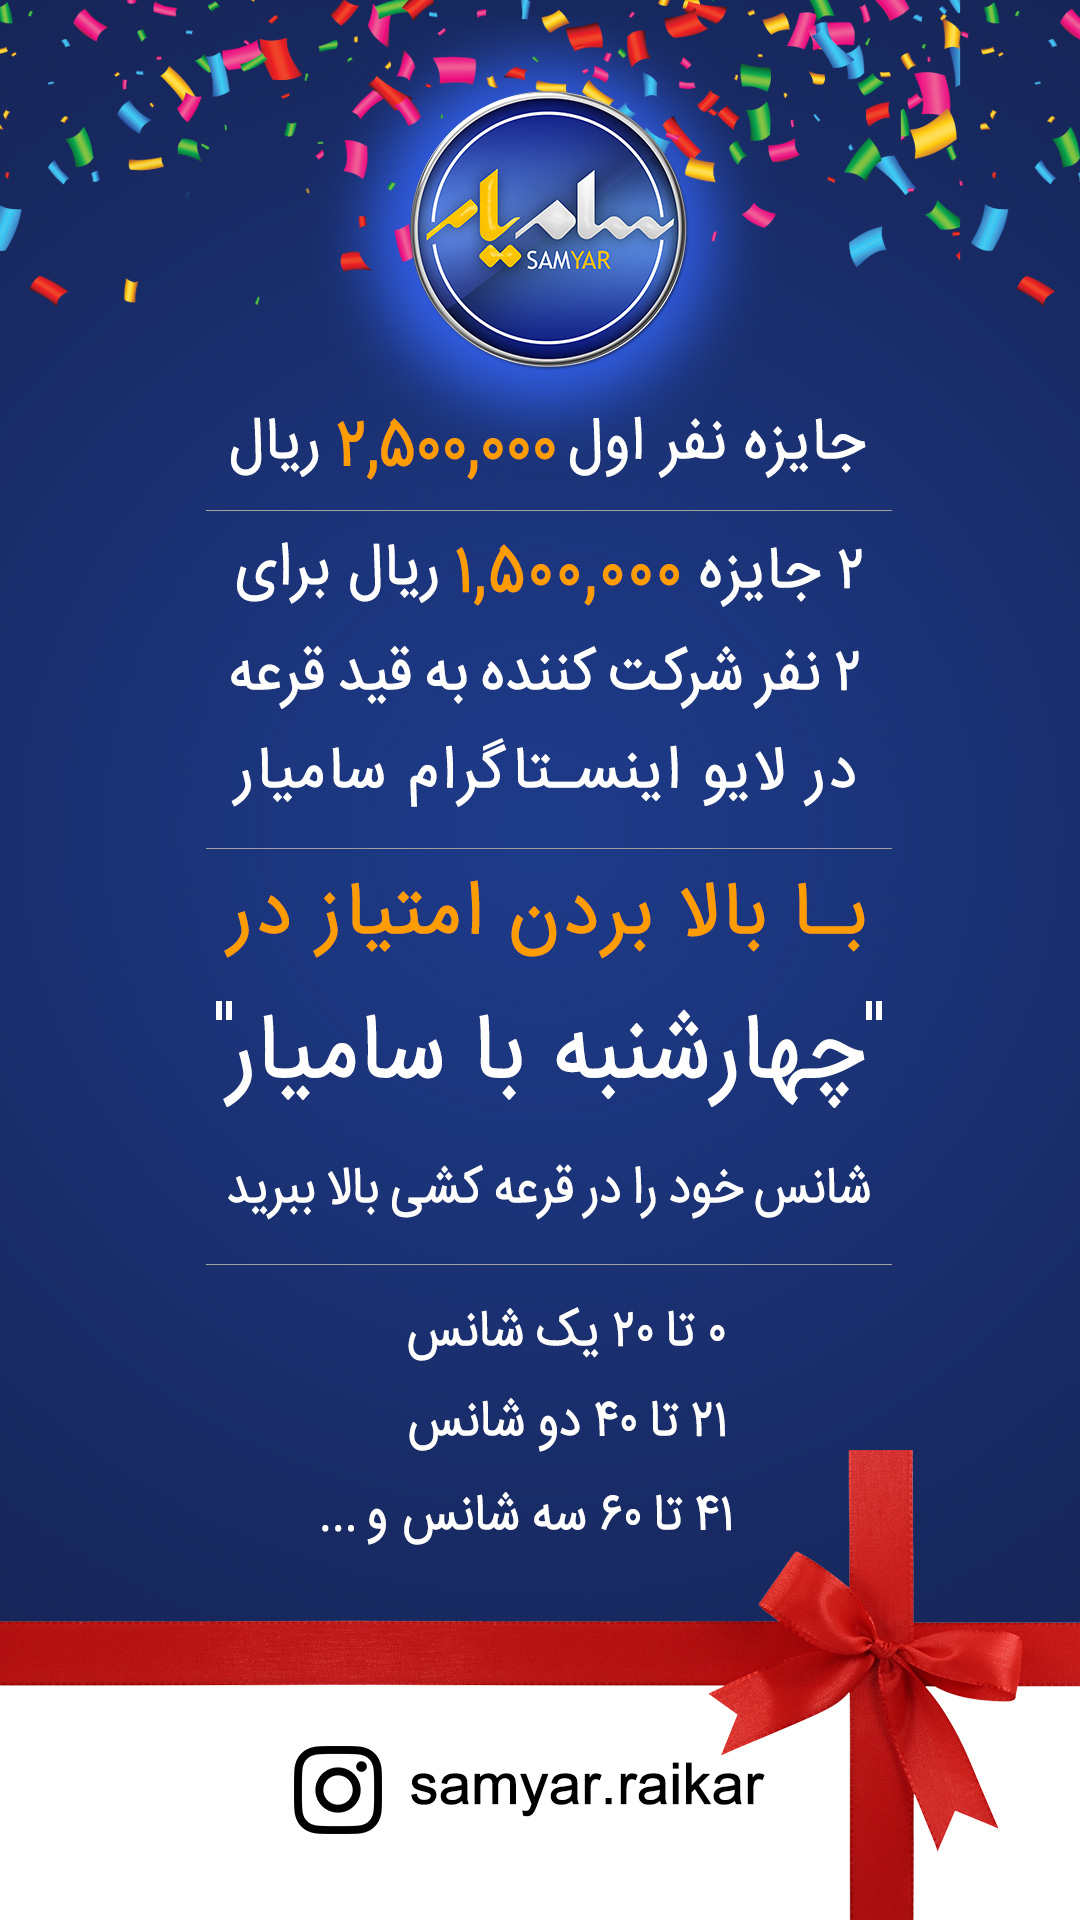 سامیار
SAMYAR
جایزه نفر اول ۲,۵۰۰,۰۰۰ ریال
۲ جایزه ۱,۵۰۰,۰۰۰ ریال برای
۲ نفر شرکت کننده به قید قرعه
در لایو اینستاگرام سامیار
بـا بالا بردن امتیاز در
"چهارشنبه با سامیار"
شانس خود را در قرعه کشی بالا ببرید
۰ تا ۲۰ یک شانس
۲۱ تا ۴۰ دو شانس
۴۱ تا ۶۰ سه شانس و ...
samyar.raikar